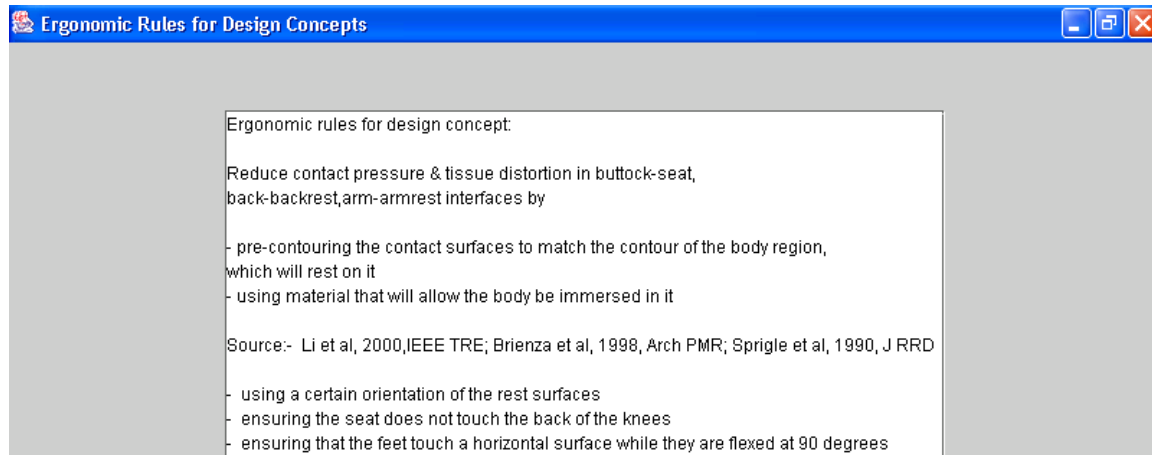 Ergonomic Rules for Design Concepts
Ergonomic rules for design concept:
Reduce contact pressure & tissue distortion in buttock-seat,
back-backrest,arm-armrest interfaces by
- pre-contouring the contact surfaces to match the contour of the body region,
which will rest on it
- using material that will allow the body be immersed in it
Source:- Li et al, 2000,IEEE TRE; Brienza et al, 1998, Arch PMR; Sprigle et al, 1990, J RRD
- using a certain orientation of the rest surfaces
- ensuring the seat does not touch the back of the knees
- ensuring that the feet touch a horizontal surface while they are flexed at 90 degrees